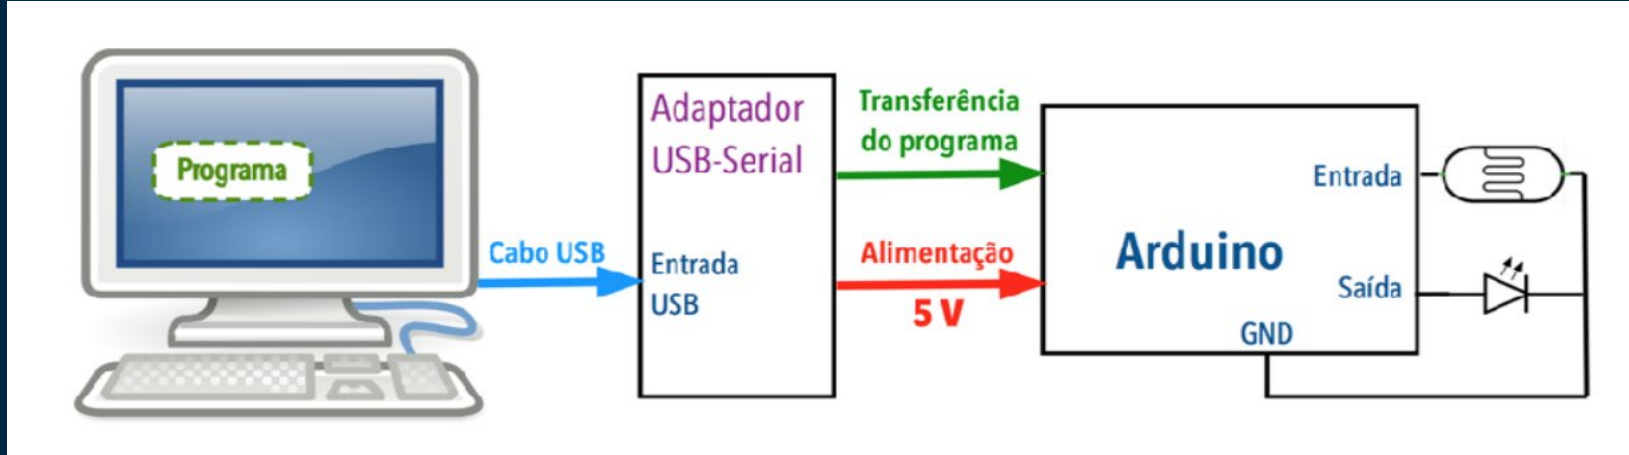 Programa
Cabo USB
Adaptador
USB-Serial
Entrada
USB
Transferência
do programa
Alimentação
5 V
Arduino
Entrada
Saída
GND